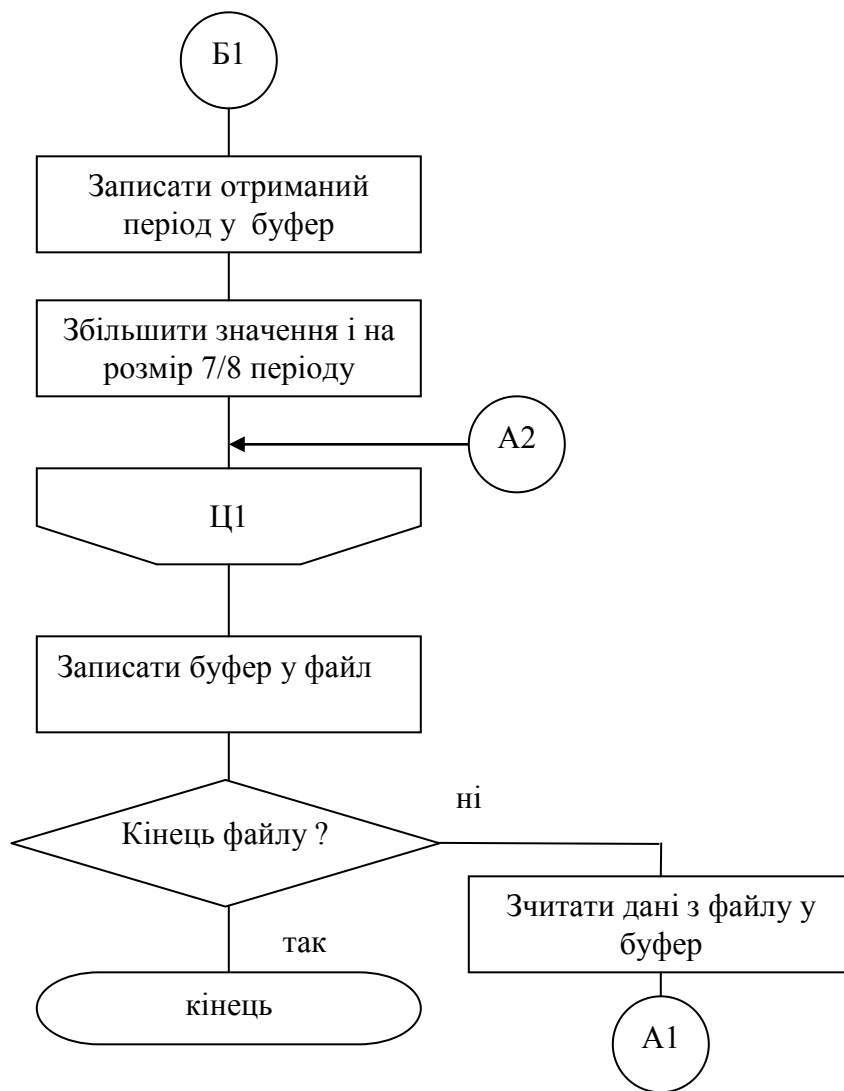 Б1
Записати отриманий
період у буфер
Збільшити значення і на
розмір 7/8 періоду
А2
Ц1
Записати буфер у файл
ні
Кінець файлу ?
Зчитати дані з файлу у
буфер
так
кінець
А1